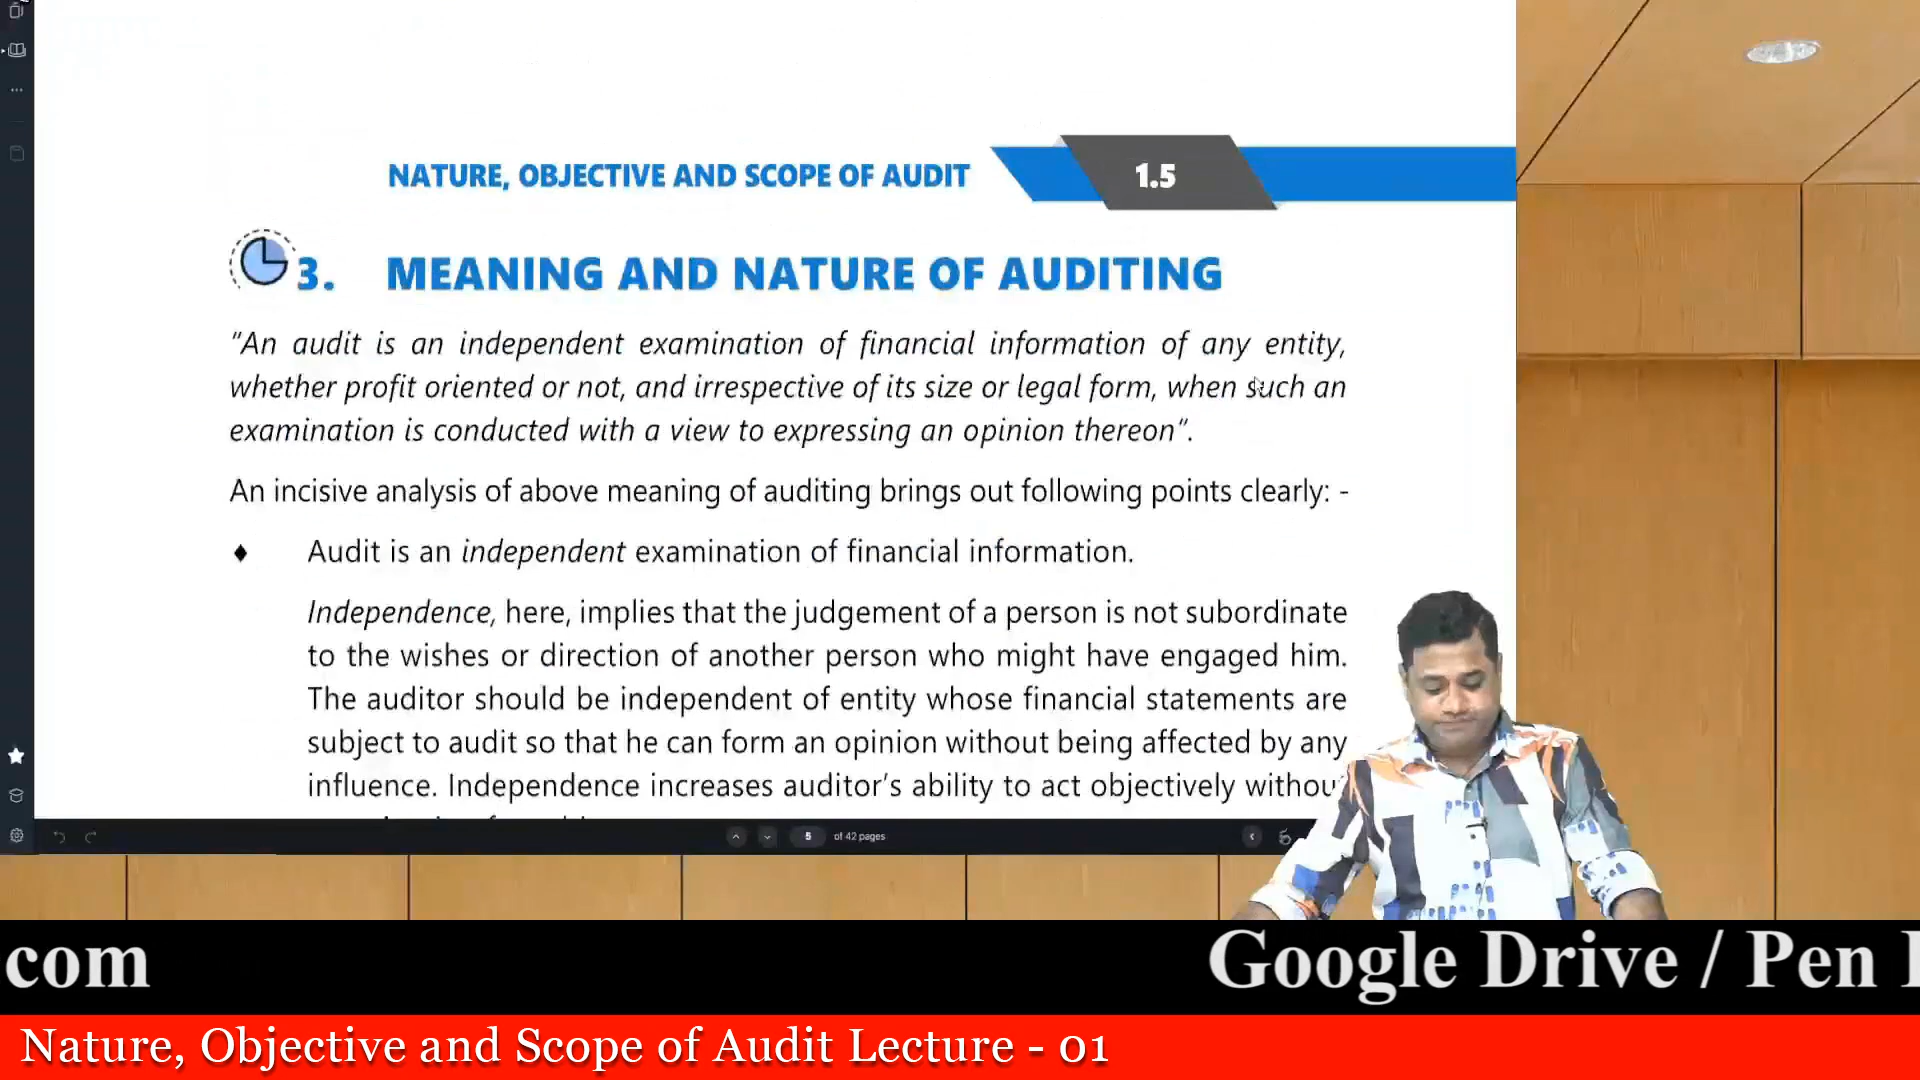 NATURE, OBJECTIVE AND SCOPE OF AUDIT 1.5
3. MEANING AND NATURE OF AUDITING
"An audit is an independent examination of financial information of any entity,
whether profit oriented or not, and irrespective of its size or legal form, when such an
examination is conducted with a view to expressing an opinion thereon".
An incisive analysis of above meaning of auditing brings out following points clearly: -
♦ Audit is an independent examination of financial information.
Independence, here, implies that the judgement of a person is not subordinate
to the wishes or direction of another person who might have engaged him.
The auditor should be independent of entity whose financial statements are
subject to audit so that he can form an opinion without being affected by any
influence. Independence increases auditor's ability to act objectively withou
5 of 42 pages
com Google Drive / Pen
Nature, Objective and Scope of Audit Lecture - 01